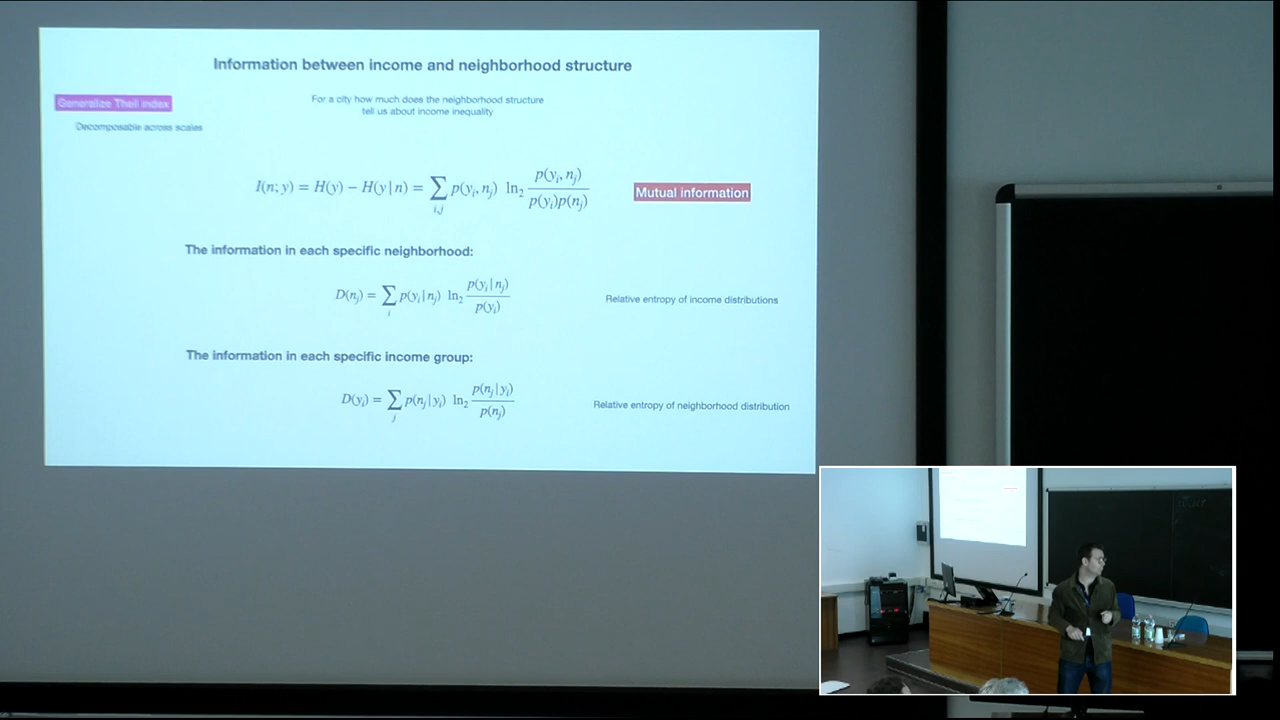 Information between income and neighborhood structure
Generalize Theil index
For a city how much does the neighborhood structure
tell us about income inequality
Decomposable across scales
I(n; y) = H(y) − H(y | n) = ∑_{i,j} p(y_i, n_j) ln_2 p(y_i, n_j) / p(y_i)p(n_j)
Mutual information
The information in each specific neighborhood:
D(n_j) = ∑_i p(y_i | n_j) ln_2 p(y_i | n_j) / p(y_i)
Relative entropy of income distributions
The information in each specific income group:
D(y_i) = ∑_j p(n_j | y_i) ln_2 p(n_j | y_i) / p(n_j)
Relative entropy of neighborhood distribution